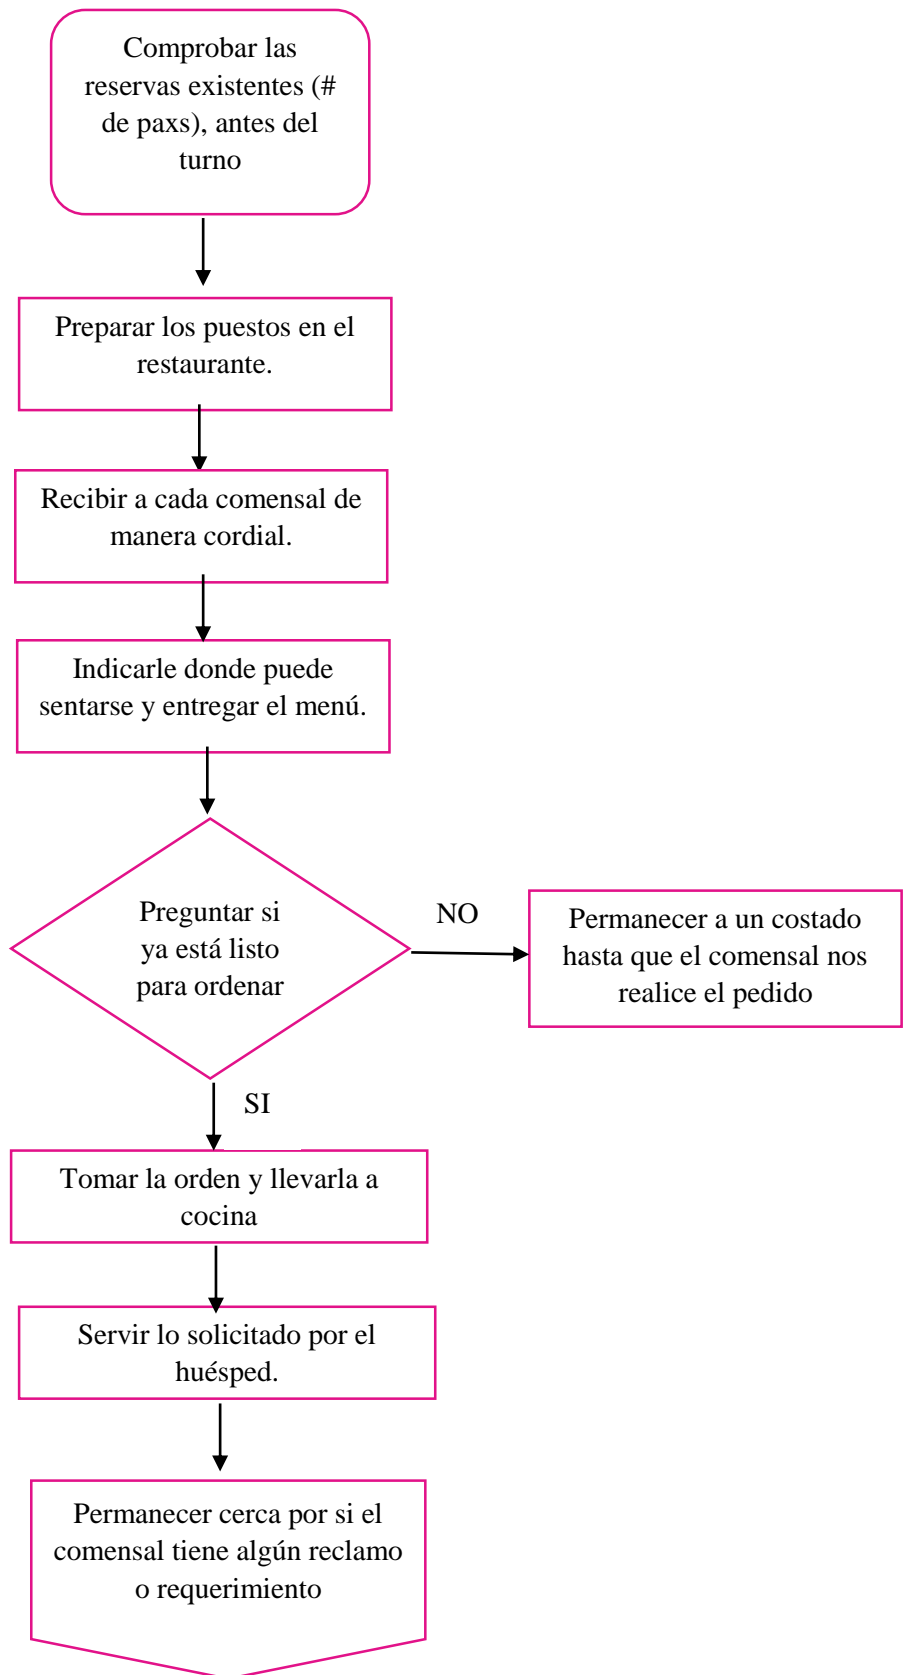 Comprobar las
reservas existentes (#
de paxs), antes del
turno
Preparar los puestos en el
restaurante.
Recibir a cada comensal de
manera cordial.
Indicarle donde puede
sentarse y entregar el menú.
Preguntar si
ya está listo
para ordenar
NO
Permanecer a un costado
hasta que el comensal nos
realice el pedido
SI
Tomar la orden y llevarla a
cocina
Servir lo solicitado por el
huésped.
Permanecer cerca por si el
comensal tiene algún reclamo
o requerimiento